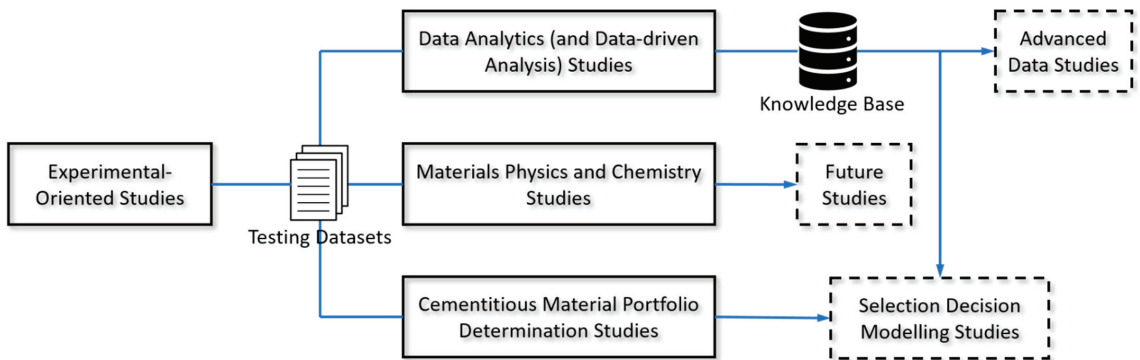 Data Analytics (and Data-driven
Analysis) Studies
Knowledge Base
Advanced
Data Studies
Experimental-
Oriented Studies
Testing Datasets
Materials Physics and Chemistry
Studies
Future
Studies
Cementitious Material Portfolio
Determination Studies
Selection Decision
Modelling Studies